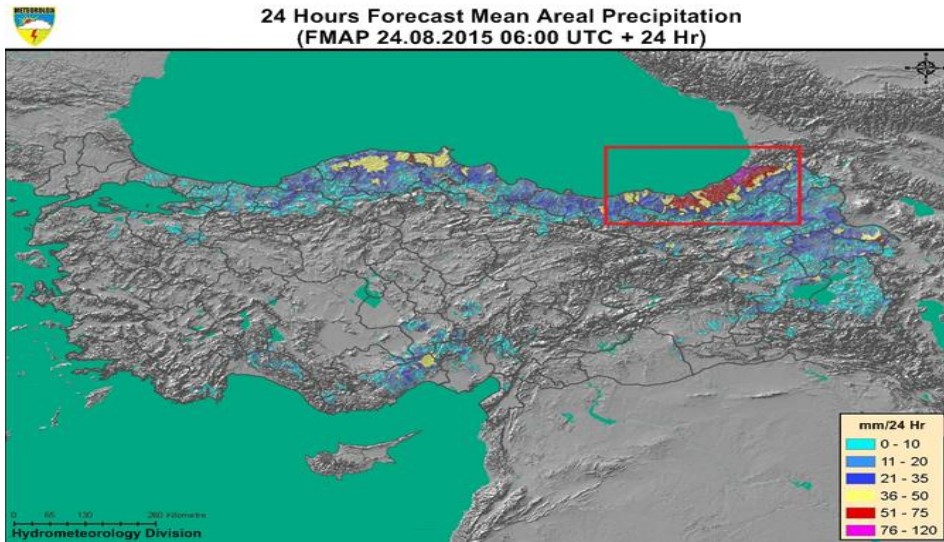 METEOROLOJI
24 Hours Forecast Mean Areal Precipitation
(FMAP 24.08.2015 06:00 UTC + 24 Hr)
mm/24 Hr
0 - 10
11 - 20
21 - 35
36 - 50
51 - 75
76 - 120
0 65 130 260 Kilometre
Hydrometeorology Division